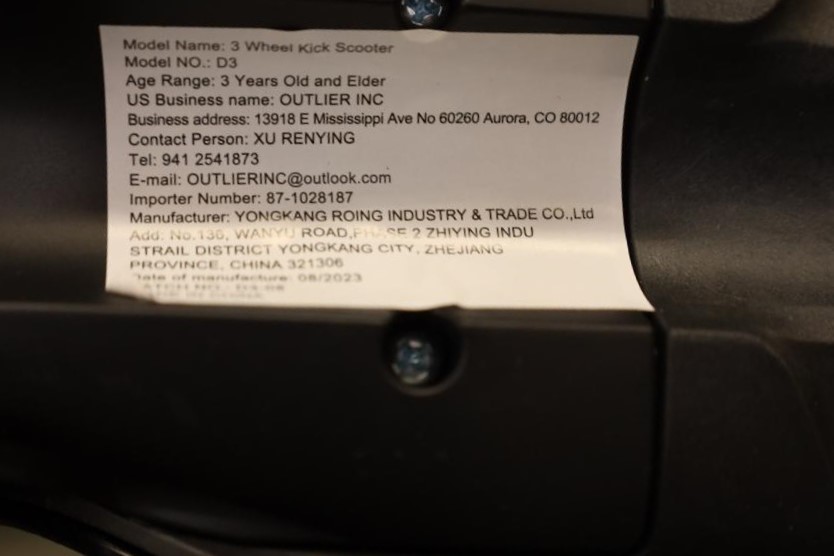 Model Name: 3 Wheel Kick Scooter
Model NO.: D3
Age Range: 3 Years Old and Elder
US Business name: OUTLIER INC
Business address: 13918 E Mississippi Ave No 60260 Aurora, CO 80012
Contact Person: XU RENYING
Tel: 941 2541873
E-mail: OUTLIERINC@outlook.com
Importer Number: 87-1028187
Manufacturer: YONGKANG ROING INDUSTRY & TRADE CO.,Ltd
Add: No.136, WANYU ROAD,PHASE 2 ZHIYING INDU
STRAIL DISTRICT YONGKANG CITY, ZHEJIANG
PROVINCE, CHINA 321306
Date of manufacture: 08/2023